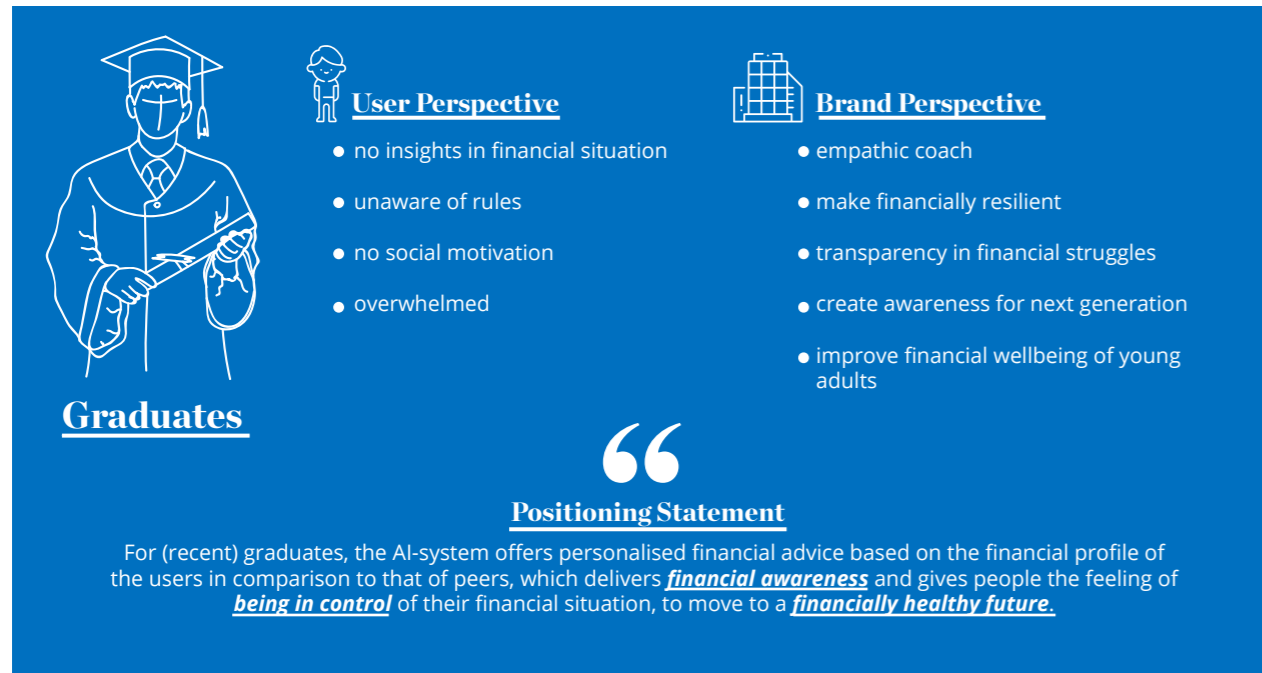 User Perspective
• no insights in financial situation
• unaware of rules
• no social motivation
• overwhelmed
Brand Perspective
• empathic coach
• make financially resilient
• transparency in financial struggles
• create awareness for next generation
• improve financial wellbeing of young
adults
Graduates
“
Positioning Statement
For (recent) graduates, the AI-system offers personalised financial advice based on the financial profile of
the users in comparison to that of peers, which delivers financial awareness and gives people the feeling of
being in control of their financial situation, to move to a financially healthy future.